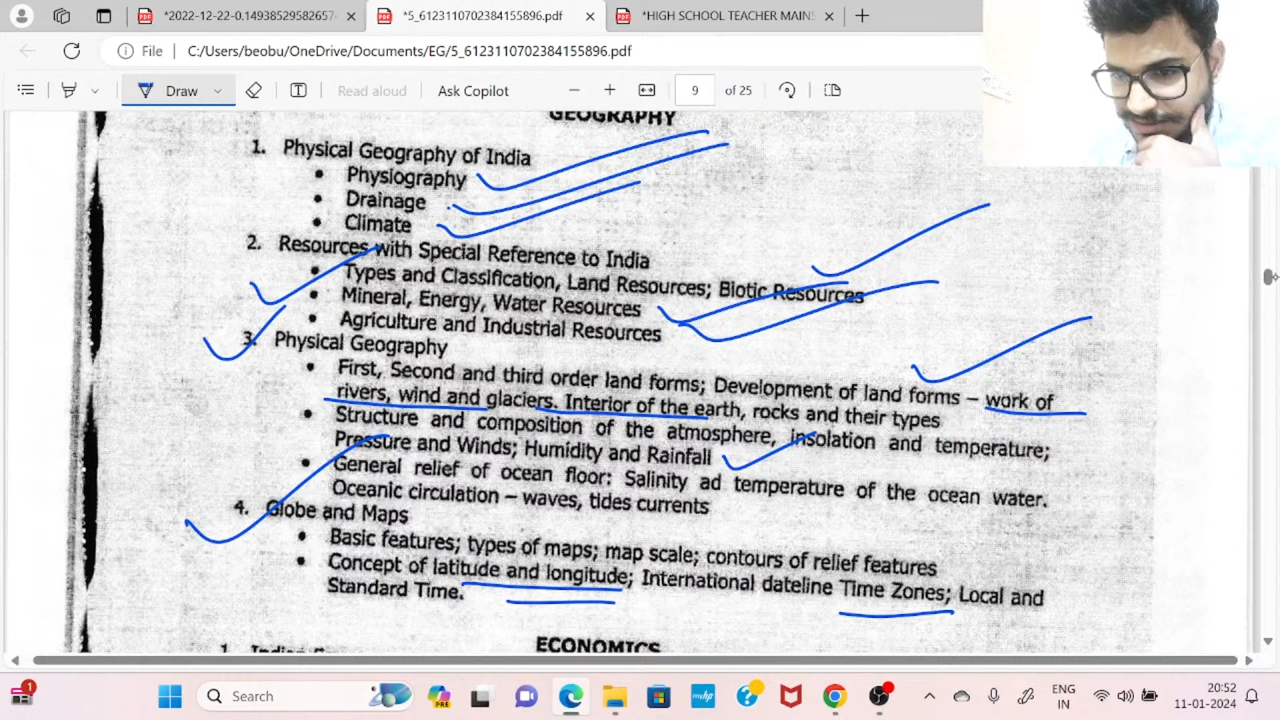 *2022-12-22-0.14938529582657-
*5_6123110702384155896.pdf
*HIGH SCHOOL TEACHER MAINS
File
C:/Users/beobu/OneDrive/Documents/EG/5_6123110702384155896.pdf
Draw
Read aloud
Ask Copilot
9 of 25
GEOGRAPHY
1. Physical Geography of India
• Physiography
• Drainage
• Climate
2. Resources with Special Reference to India
• Types and Classification, Land Resources; Biotic Resources
• Mineral, Energy, Water Resources
• Agriculture and Industrial Resources
3. Physical Geography
• First, Second and third order land forms; Development of land forms – work of
rivers, wind and glaciers. Interior of the earth, rocks and their types
• Structure and composition of the atmosphere, insolation and temperature;
Pressure and Winds; Humidity and Rainfall
• General relief of ocean floor: Salinity ad temperature of the ocean water.
Oceanic circulation – waves, tides currents
4. Globe and Maps
• Basic features; types of maps; map scale; contours of relief features
• Concept of latitude and longitude; International dateline Time Zones; Local and
Standard Time.
ECONOMICS
1
Search
PRE
myhp
ENG
IN
20:52
11-01-2024